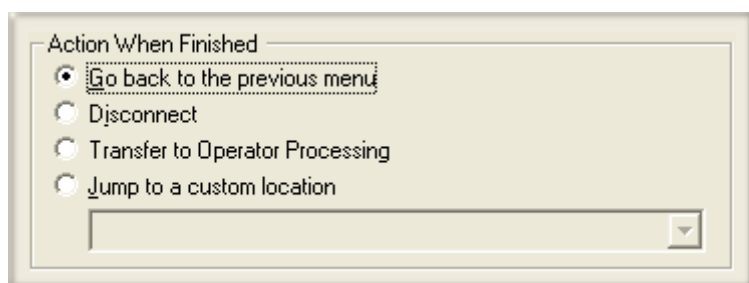 Action When Finished
Go back to the previous menu
Disconnect
Transfer to Operator Processing
Jump to a custom location